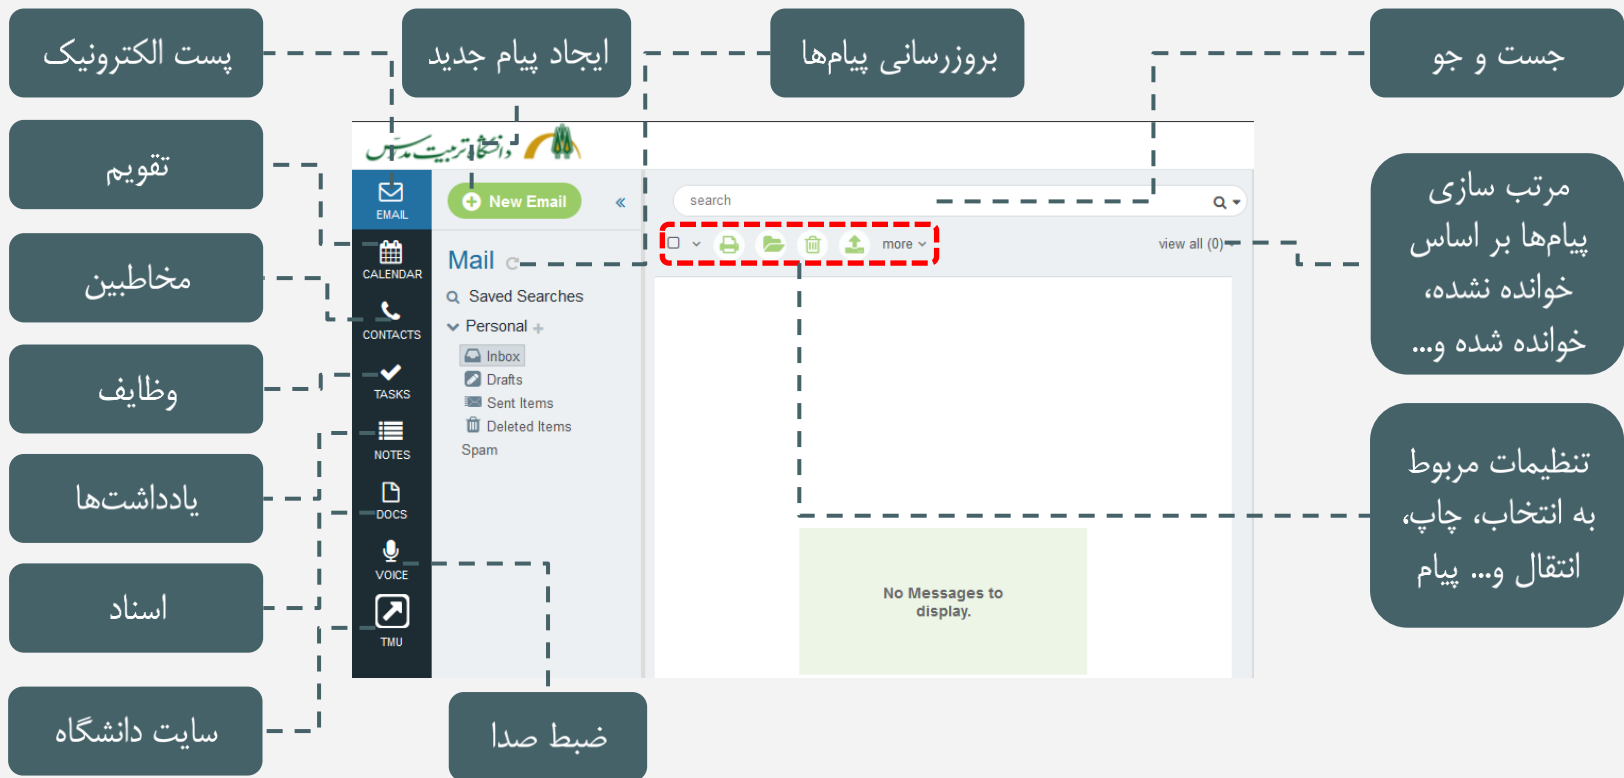 پست الکترونیک
ایجاد پیام جدید
بروزرسانی پیام‌ها
جست و جو
تقویم
مخاطبین
وظایف
یادداشت‌ها
اسناد
سایت دانشگاه
ضبط صدا
مرتب سازی
پیام‌ها بر اساس
خوانده نشده،
خوانده شده و...
تنظیمات مربوط
به انتخاب، چاپ،
انتقال و... پیام
دانشگاه تربیت مدرس
EMAIL
CALENDAR
CONTACTS
TASKS
NOTES
DOCS
VOICE
TMU
New Email
«
Mail
Saved Searches
Personal +
Inbox
Drafts
Sent Items
Deleted Items
Spam
search
more
view all (0)
No Messages to
display.